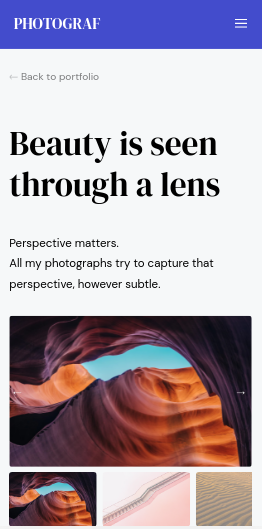 PHOTOGRAF
← Back to portfolio
Beauty is seen
through a lens
Perspective matters.
All my photographs try to capture that
perspective, however subtle.